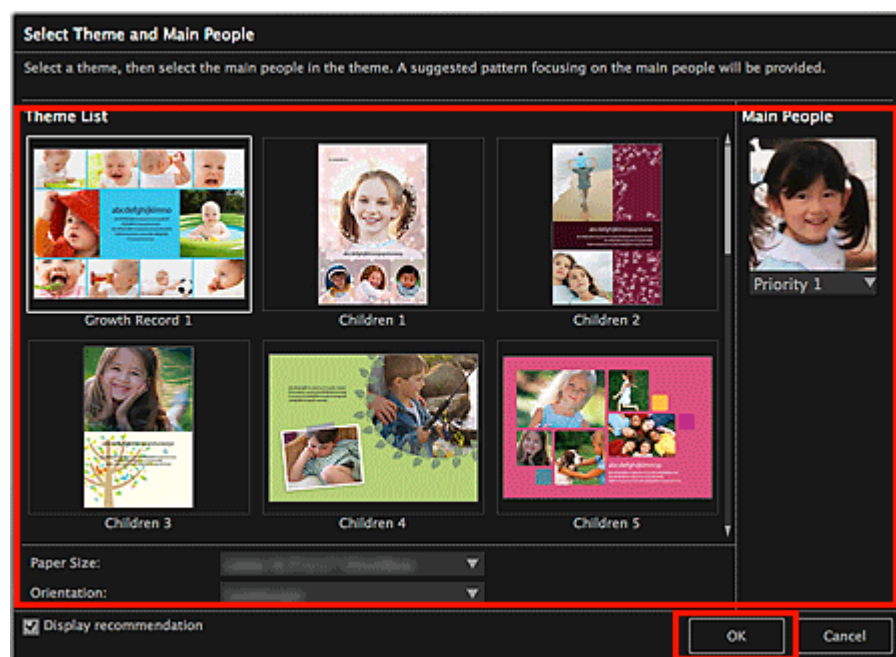 Select Theme and Main People
Select a theme, then select the main people in the theme. A suggested pattern focusing on the main people will be provided.
Theme List
Main People
abcdefghijklmno
Priority 1
Growth Record 1
Children 1
Children 2
Children 3
Children 4
Children 5
Paper Size:
Orientation:
Display recommendation
OK
Cancel